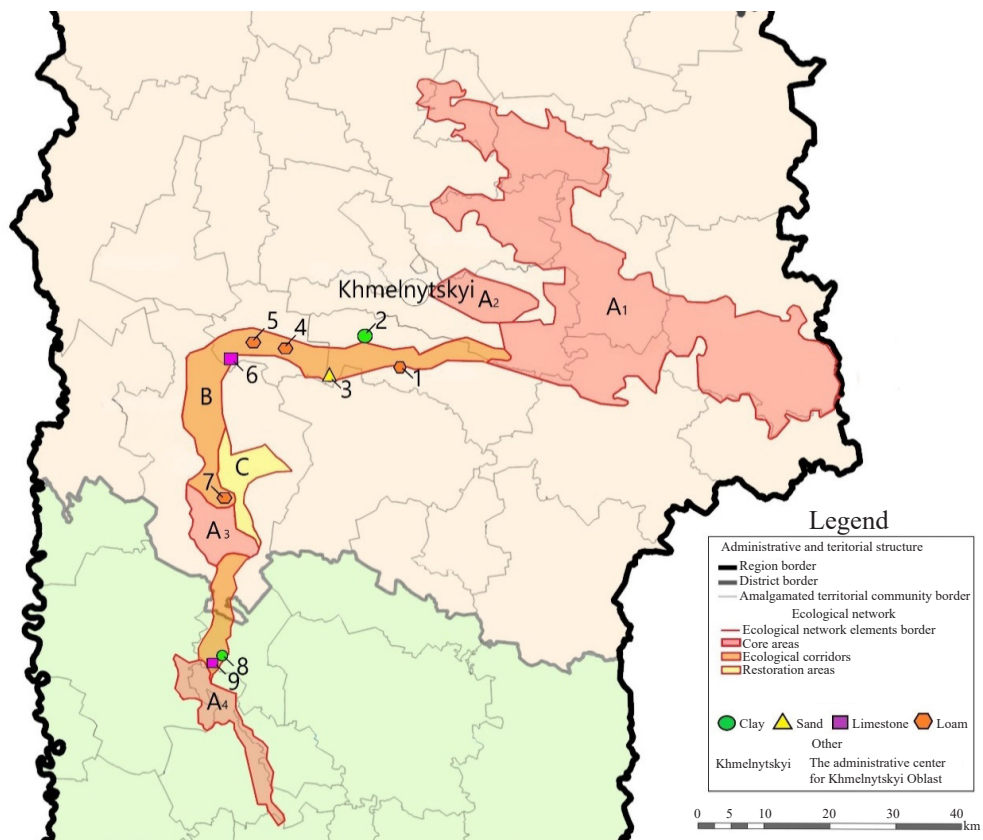 Khmelnytskyi
A2
A1
5
4
2
6
3
1
B
C
7
A3
8
9
A4
Legend
Administrative and teritorial structure
Region border
District border
Amalgamated territorial community border
Ecological network
Ecological network elements border
Core areas
Ecological corridors
Restoration areas
Clay Sand Limestone Loam
Other
Khmelnytskyi The administrative center
for Khmelnytskyi Oblast
0 5 10 20 30 40
km